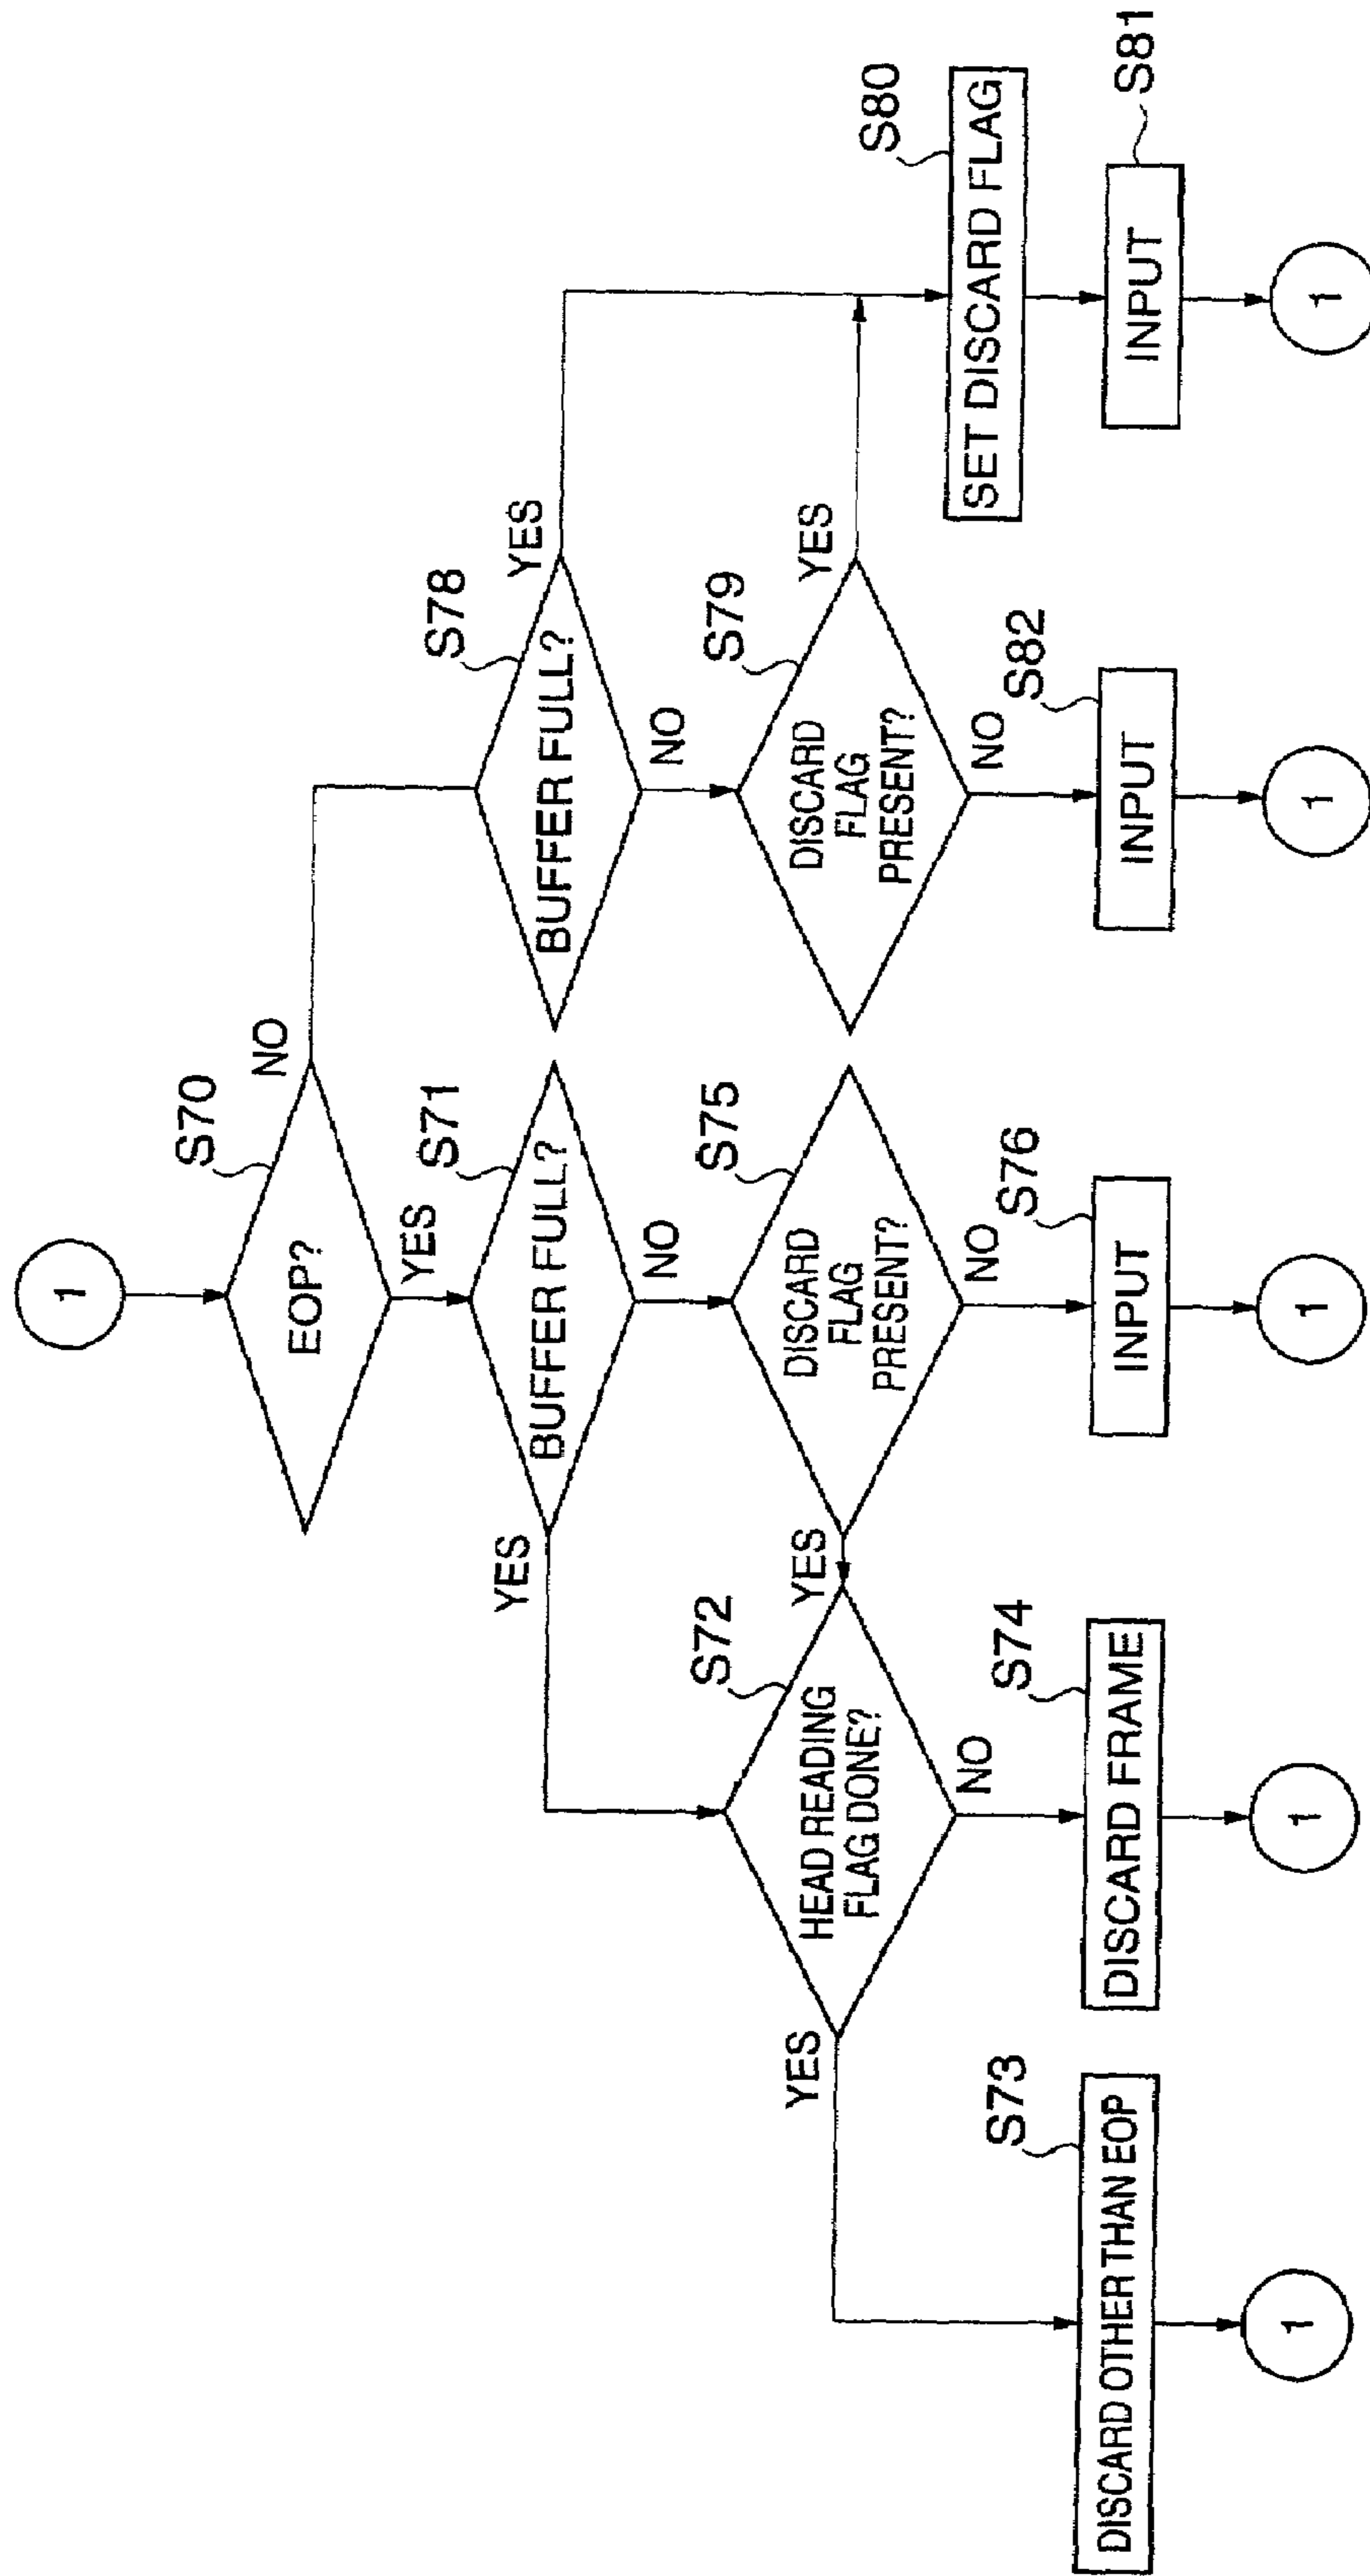 1
S70
EOP?
NO
YES
S71
BUFFER FULL?
YES
NO
S78
BUFFER FULL?
YES
NO
S72
HEAD READING
FLAG DONE?
YES
NO
S75
DISCARD
FLAG
PRESENT?
YES
NO
S79
DISCARD
FLAG
PRESENT?
YES
NO
S80
SET DISCARD FLAG
S73
DISCARD OTHER THAN EOP
S74
DISCARD FRAME
S76
INPUT
S82
INPUT
S81
INPUT
1
1
1
1
1